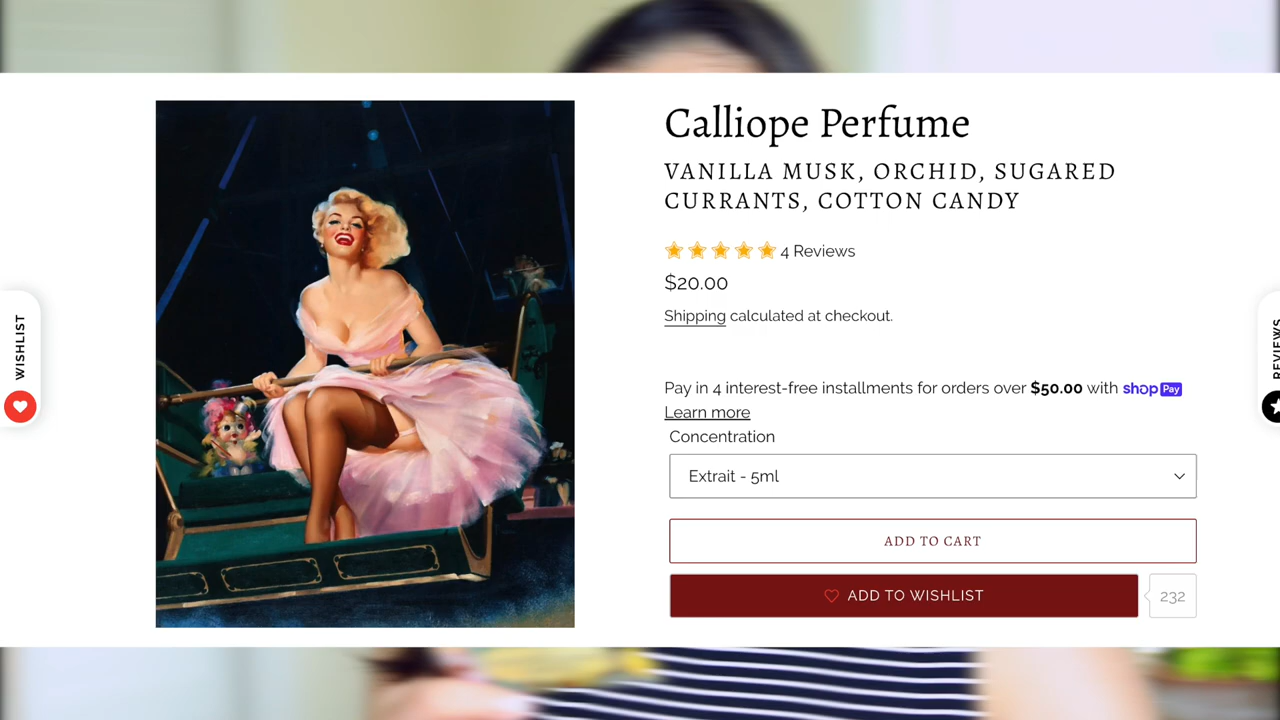 Calliope Perfume
VANILLA MUSK, ORCHID, SUGARED
CURRANTS, COTTON CANDY
4 Reviews
$20.00
Shipping calculated at checkout.
WISHLIST
REVIEWS
Pay in 4 interest-free installments for orders over $50.00 with shop Pay
Learn more
Concentration
Extrait - 5ml
ADD TO CART
ADD TO WISHLIST
232